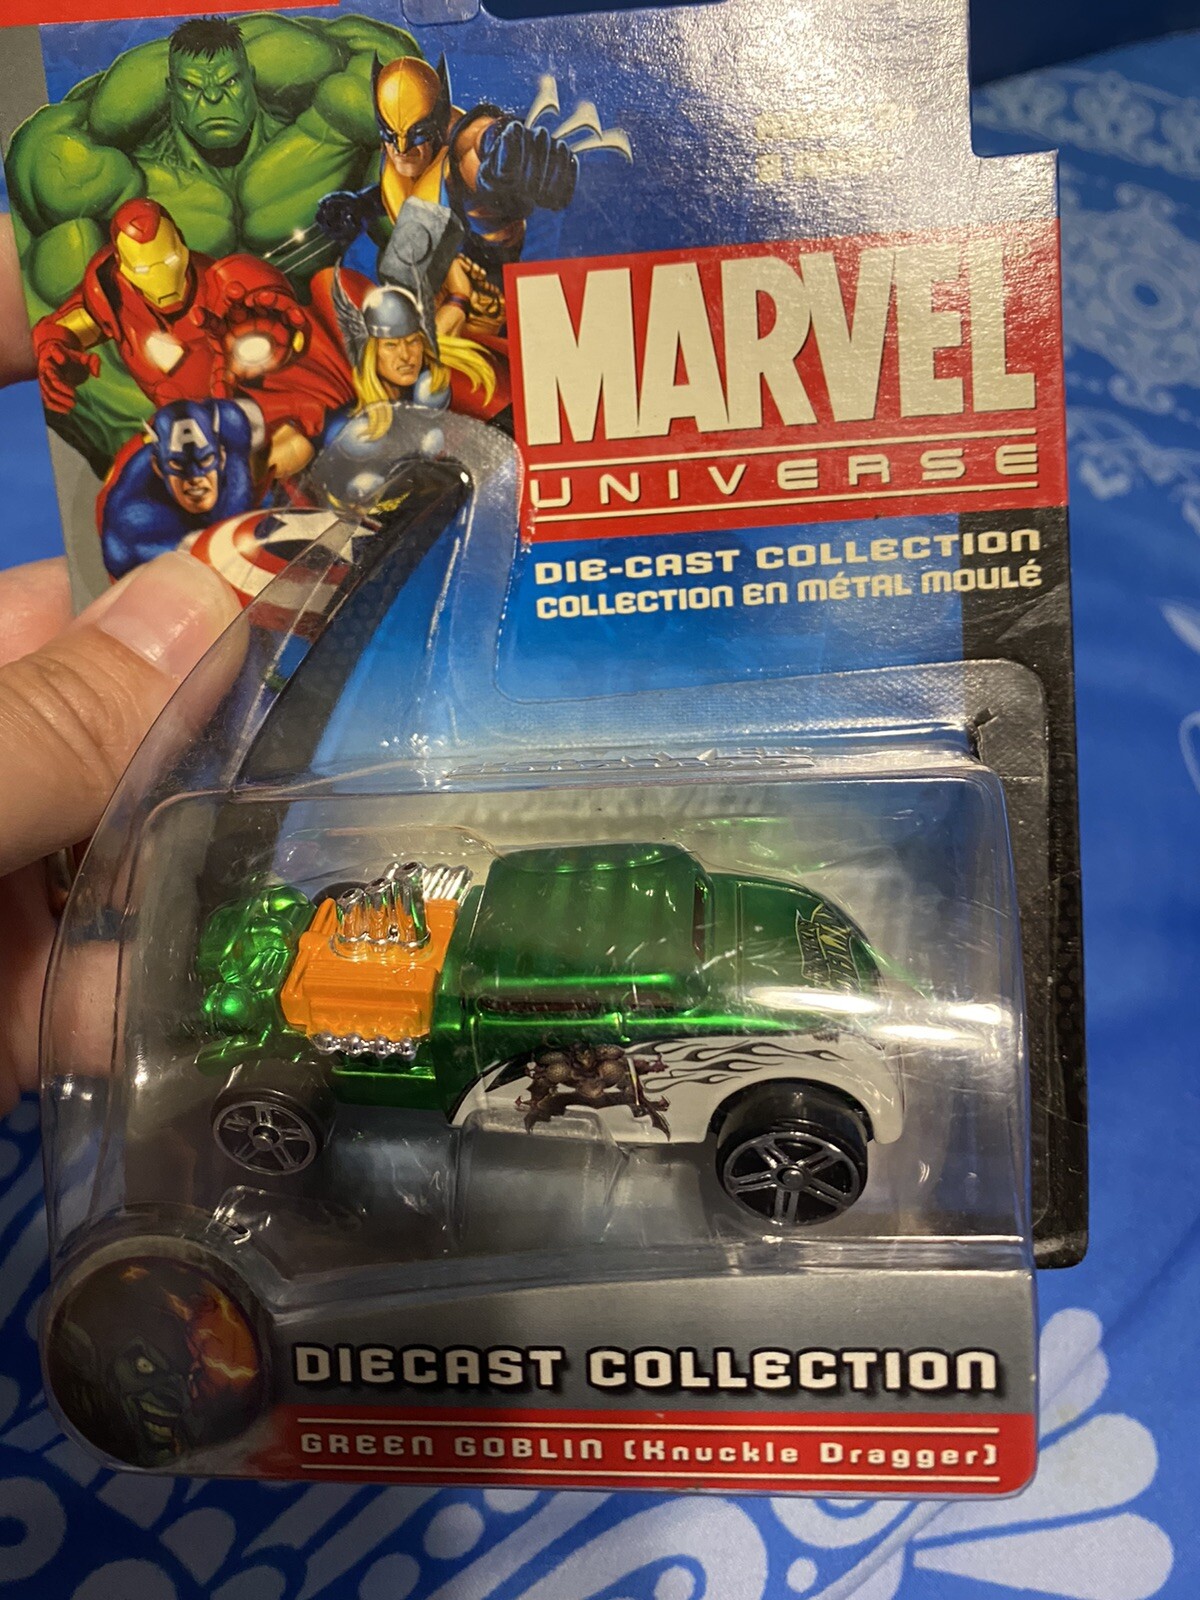 MARVEL
UNIVERSE
DIE-CAST COLLECTION
COLLECTION EN MÉTAL MOULÉ
A
DIECAST COLLECTION
GREEN GOBLIN (Knuckle Dragger)